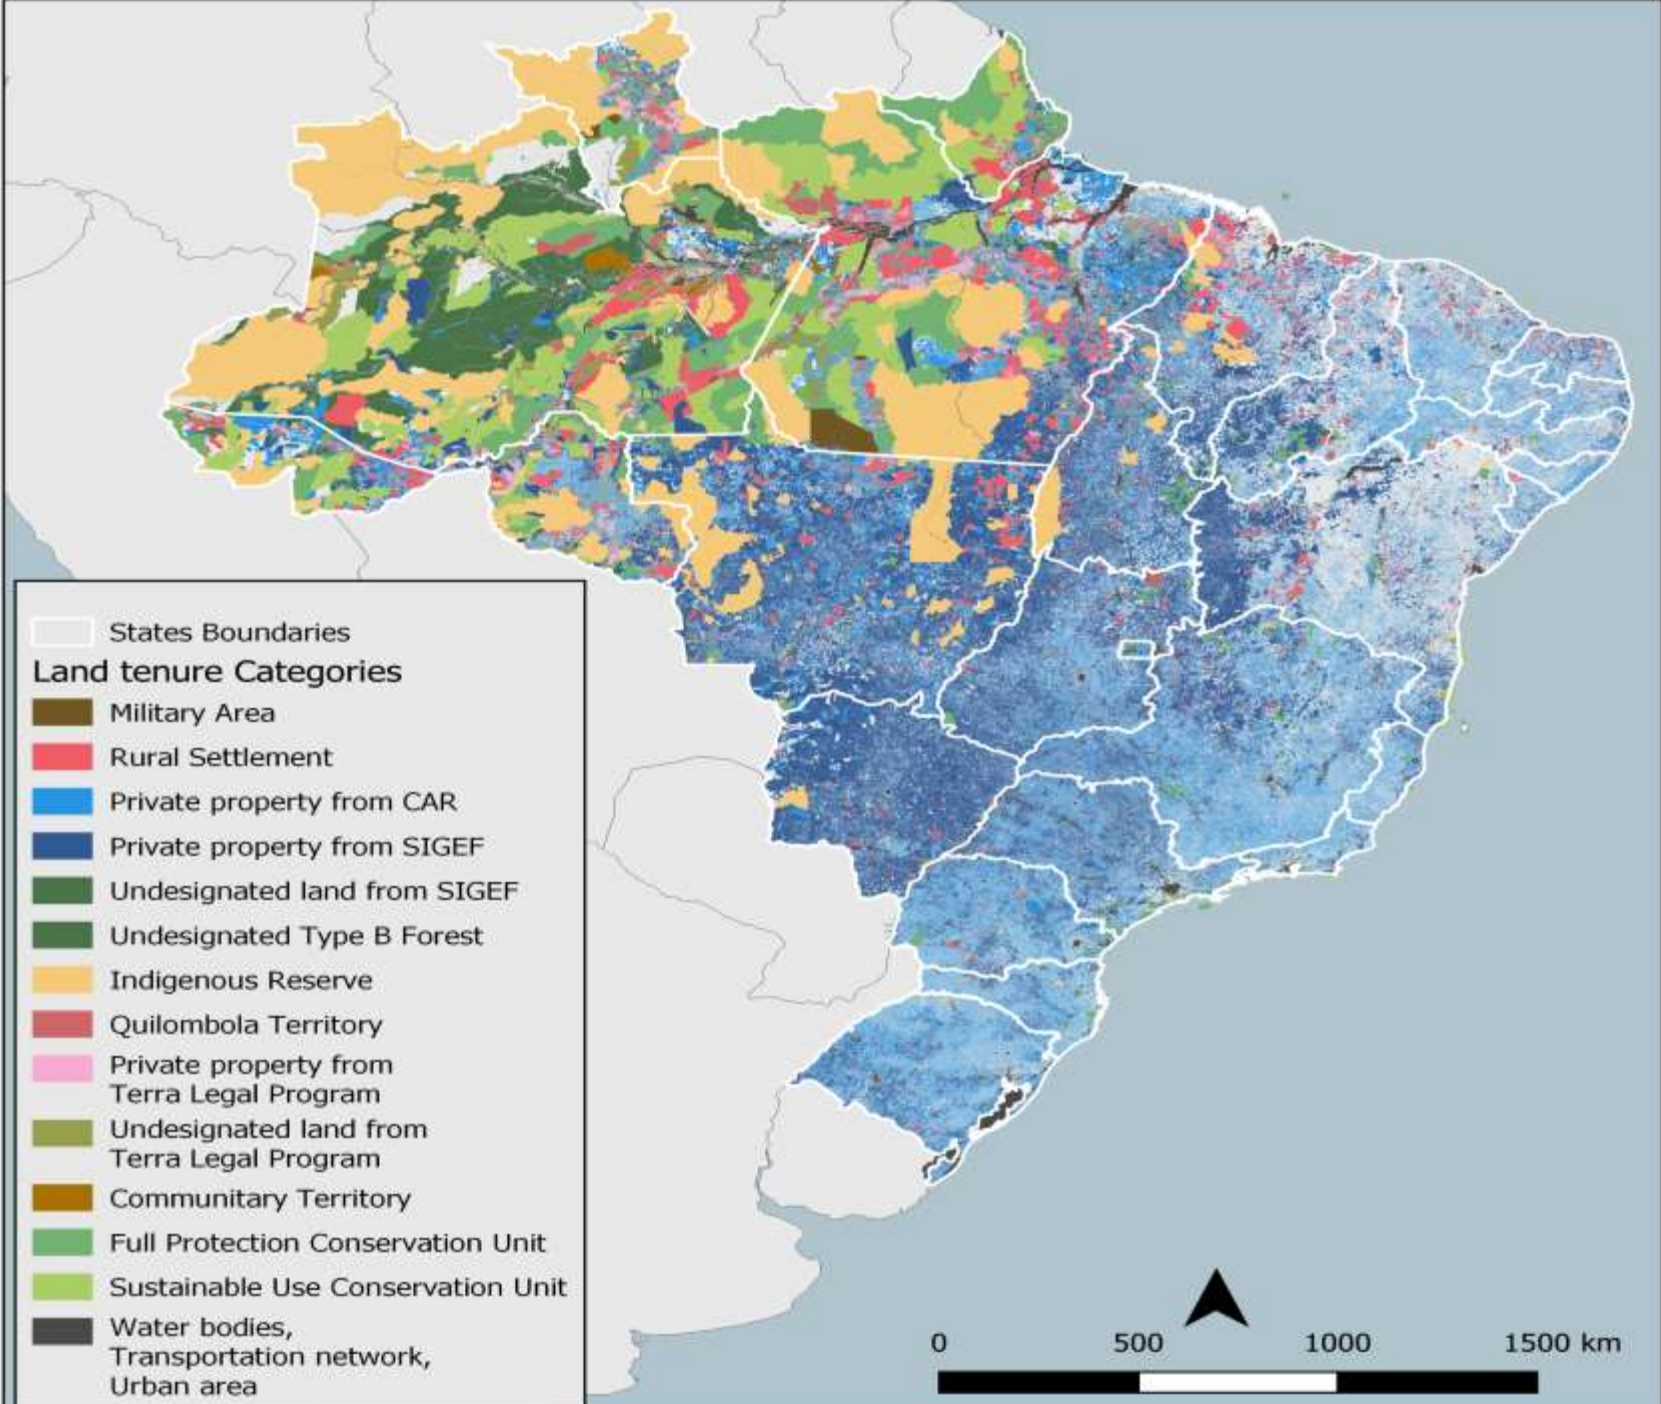 States Boundaries
Land tenure Categories
Military Area
Rural Settlement
Private property from CAR
Private property from SIGEF
Undesignated land from SIGEF
Undesignated Type B Forest
Indigenous Reserve
Quilombola Territory
Private property from
Terra Legal Program
Undesignated land from
Terra Legal Program
Communitary Territory
Full Protection Conservation Unit
Sustainable Use Conservation Unit
Water bodies,
Transportation network,
Urban area
0 500 1000 1500 km